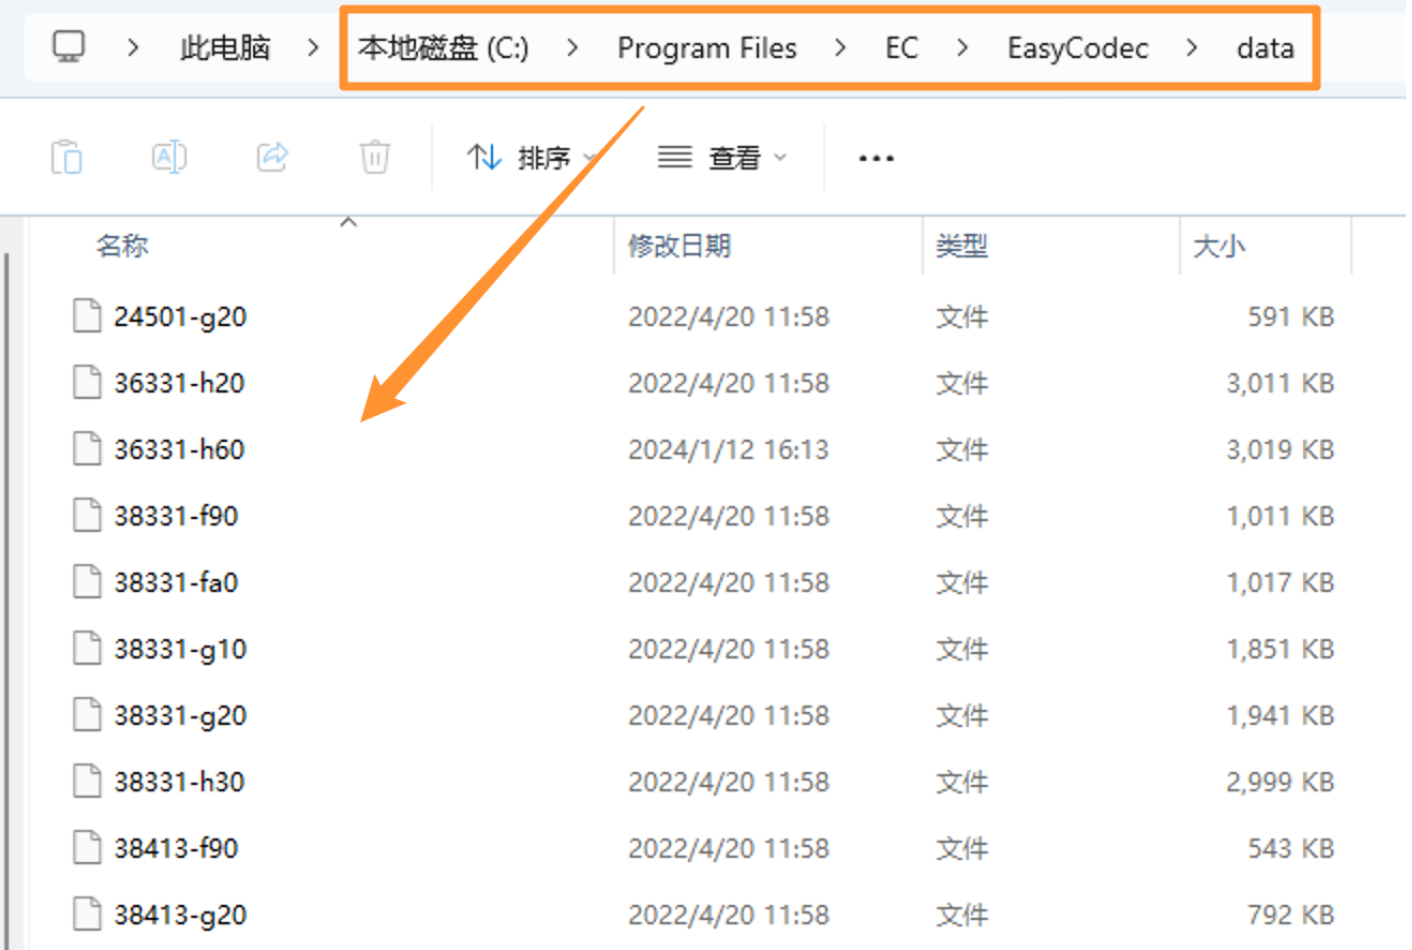 此电脑 > 本地磁盘 (C:) > Program Files > EC > EasyCodec > data
排序 查看 •••
名称 修改日期 类型 大小
24501-g20 2022/4/20 11:58 文件 591 KB
36331-h20 2022/4/20 11:58 文件 3,011 KB
36331-h60 2024/1/12 16:13 文件 3,019 KB
38331-f90 2022/4/20 11:58 文件 1,011 KB
38331-fa0 2022/4/20 11:58 文件 1,017 KB
38331-g10 2022/4/20 11:58 文件 1,851 KB
38331-g20 2022/4/20 11:58 文件 1,941 KB
38331-h30 2022/4/20 11:58 文件 2,999 KB
38413-f90 2022/4/20 11:58 文件 543 KB
38413-g20 2022/4/20 11:58 文件 792 KB